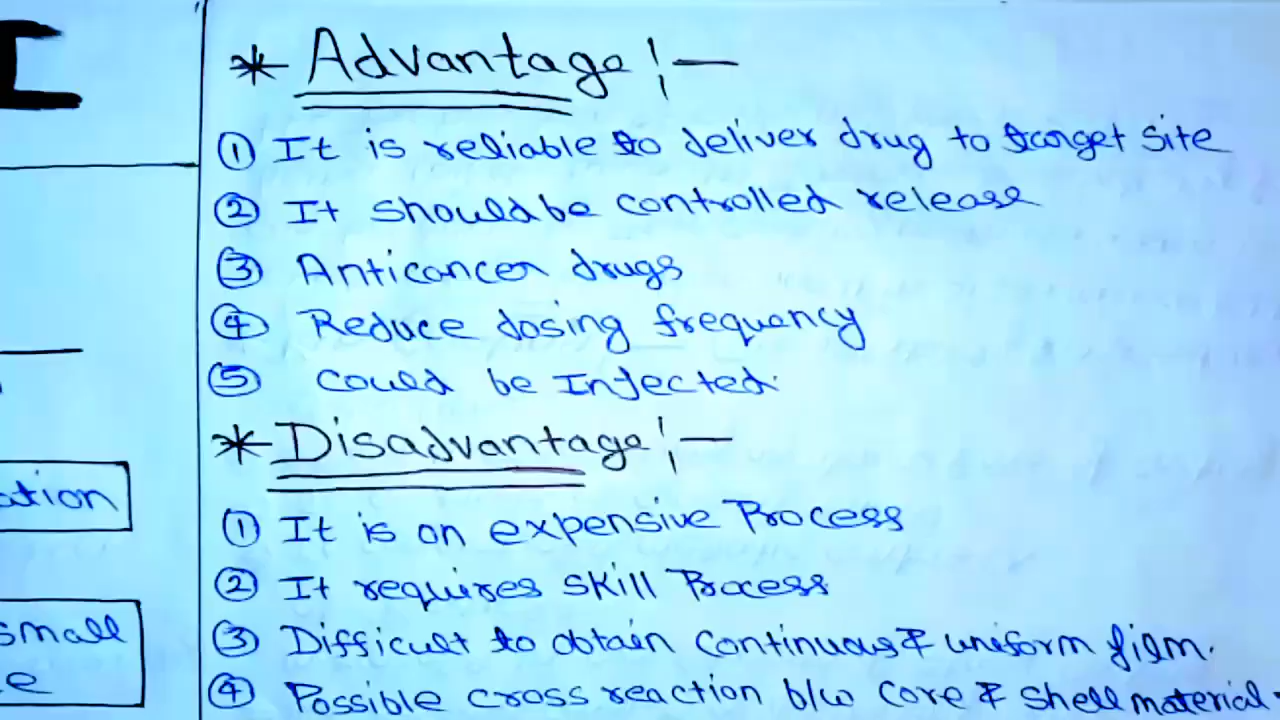 I
* Advantage :—
① It is reliable to deliver drug to target site
② It should be controlled release
③ Anticancer drugs
④ Reduce dosing frequency
⑤ Could be Injected.
* Disadvantage :—
① It is on expensive Process
② It requires skill Process
③ Difficult to obtain Continuous & uniform film.
④ Possible cross reaction b/w Core & Shell material
ation
small
e